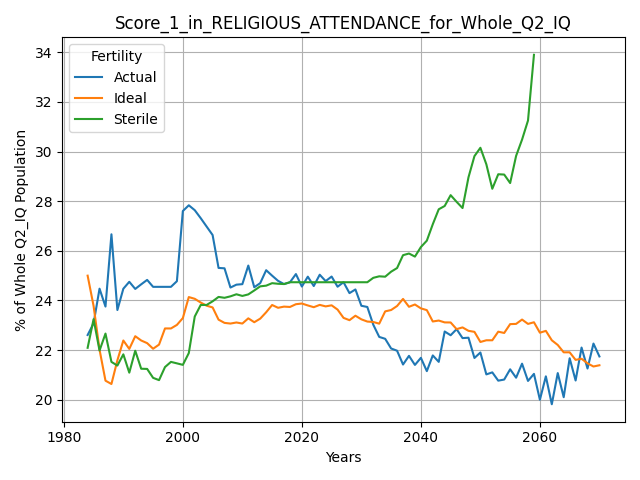 Score_1_in_RELIGIOUS_ATTENDANCE_for_Whole_Q2_IQ
% of Whole Q2_IQ Population
34
32
30
28
26
24
22
20
Fertility
Actual
Ideal
Sterile
1980 2000 2020 2040 2060
Years